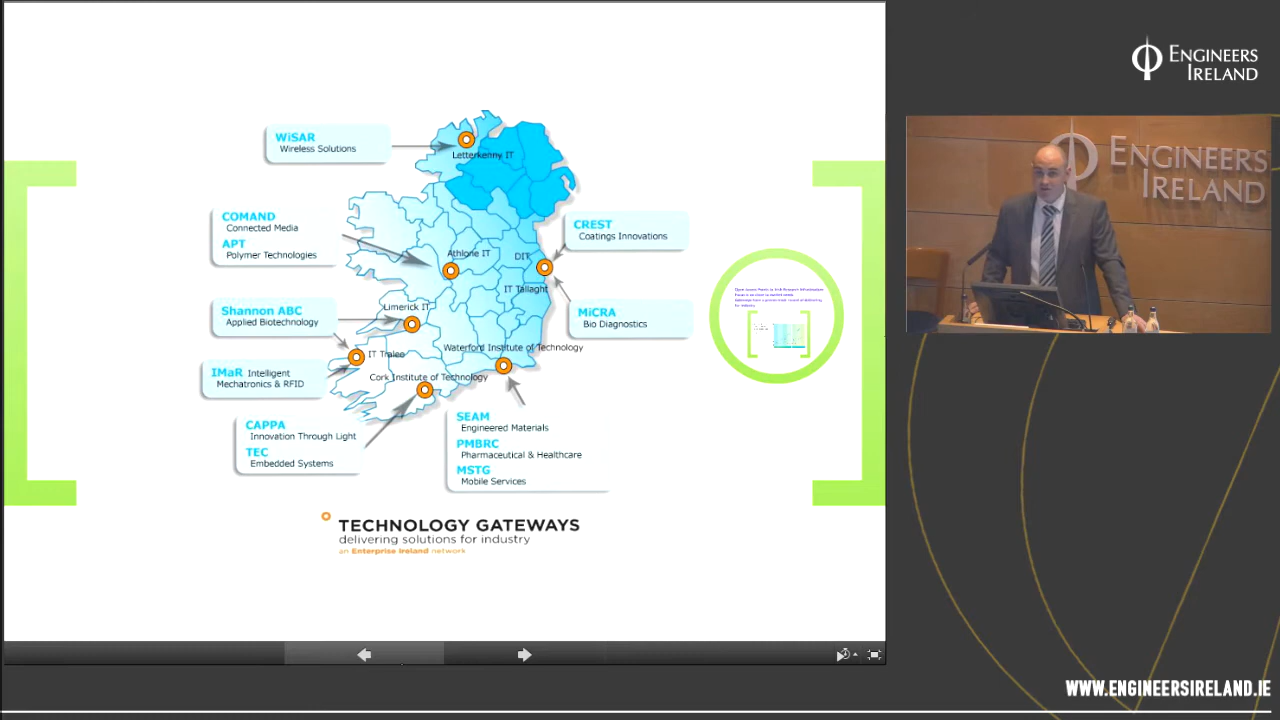 WiSAR
Wireless Solutions
Letterkenny IT
COMAND
Connected Media
APT
Polymer Technologies
CREST
Coatings Innovations
Athlone IT
DIT
IT Tallaght
Shannon ABC
Applied Biotechnology
Limerick IT
MiCRA
Bio Diagnostics
IT Tralee
Waterford Institute of Technology
IMaR Intelligent
Mechatronics & RFID
Cork Institute of Technology
CAPPA
Innovation Through Light
TEC
Embedded Systems
SEAM
Engineered Materials
PMBRC
Pharmaceutical & Healthcare
MSTG
Mobile Services
TECHNOLOGY GATEWAYS
delivering solutions for industry
an Enterprise Ireland network
ENGINEERS
IRELAND
ENGINEERS
IRELAND
WWW.ENGINEERSIRELAND.IE